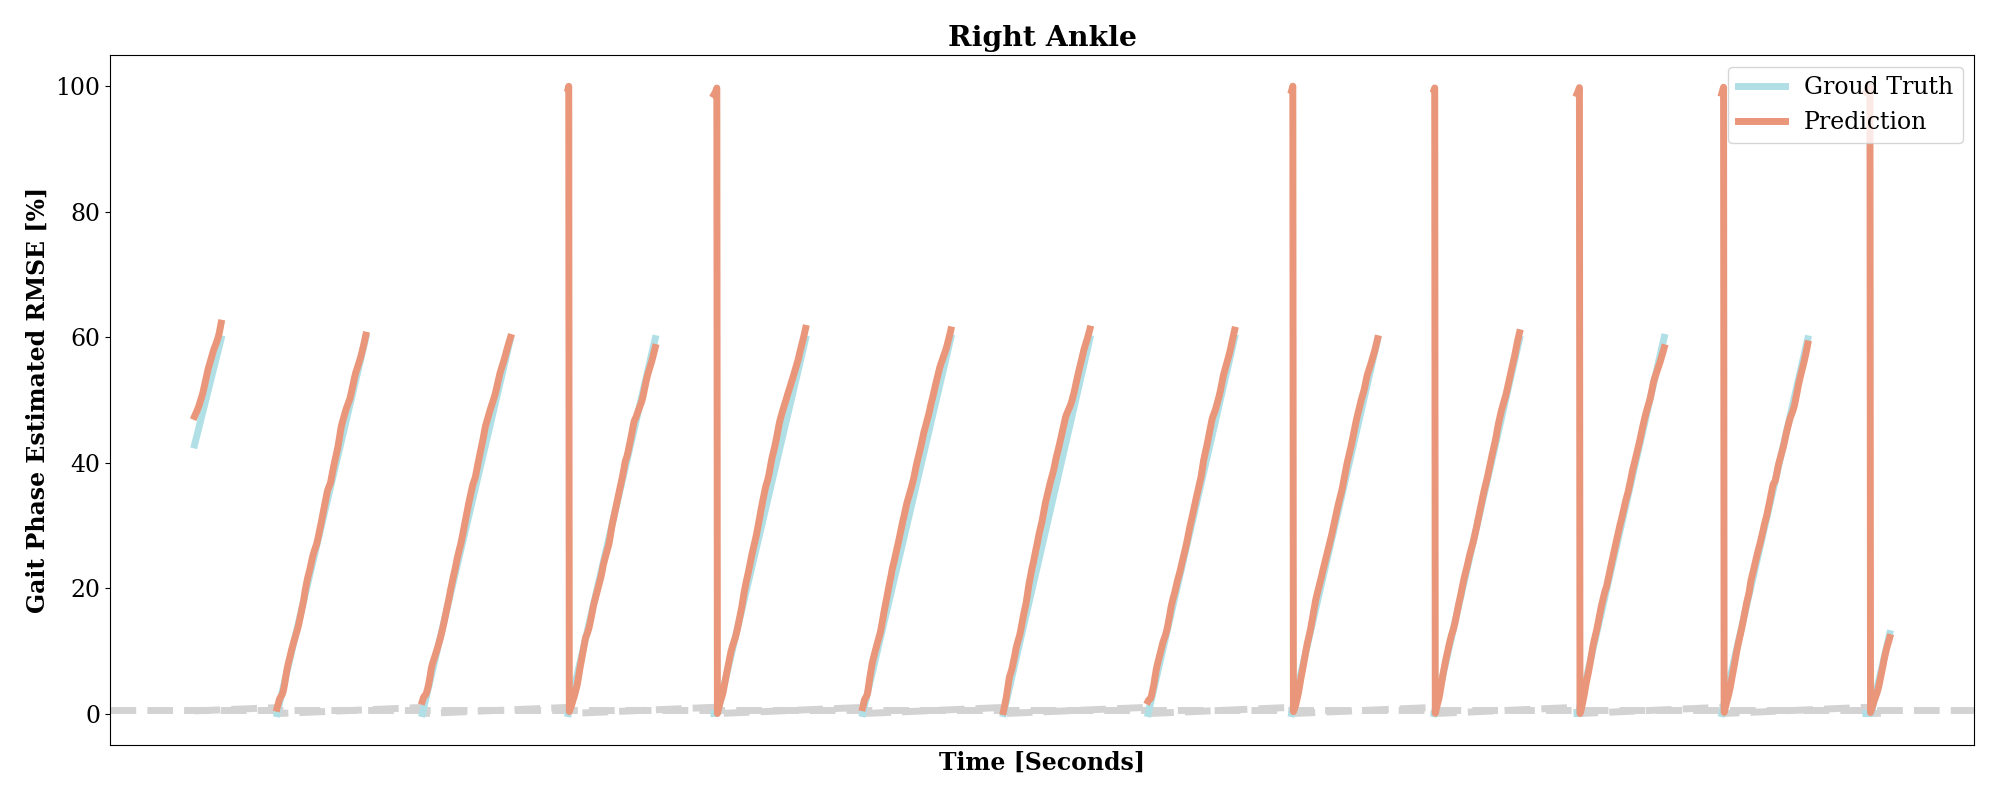 Right Ankle
Gait Phase Estimated RMSE [%]
100
80
60
40
20
0
Groud Truth
Prediction
Time [Seconds]